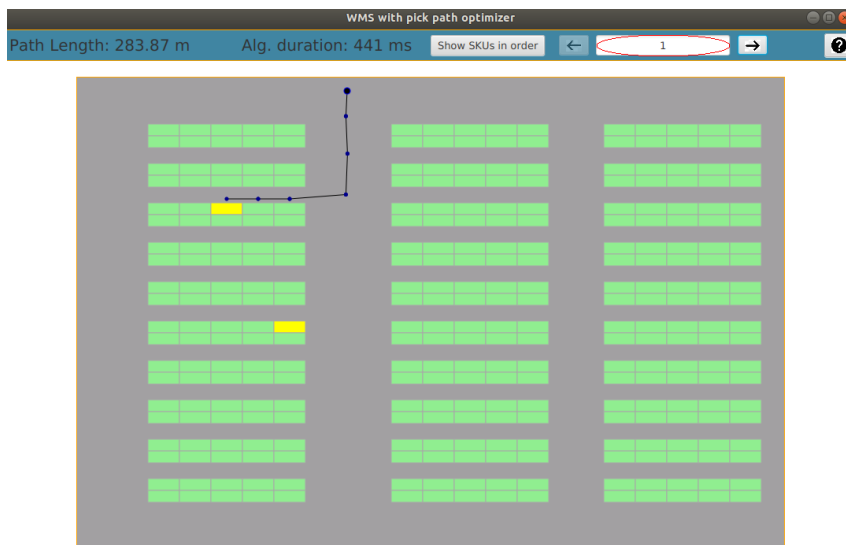 WMS with pick path optimizer
Path Length: 283.87 m Alg. duration: 441 ms Show SKUs in order ← 1 → ?